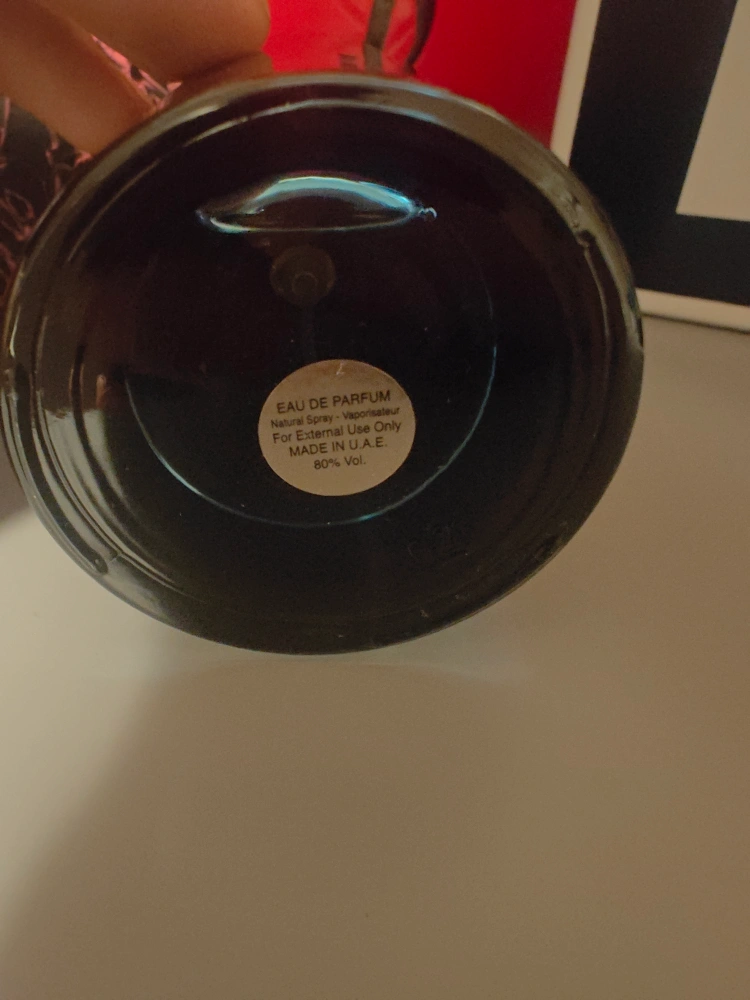 EAU DE PARFUM
Natural Spray - Vaporisateur
For External Use Only
MADE IN U.A.E.
80% Vol.